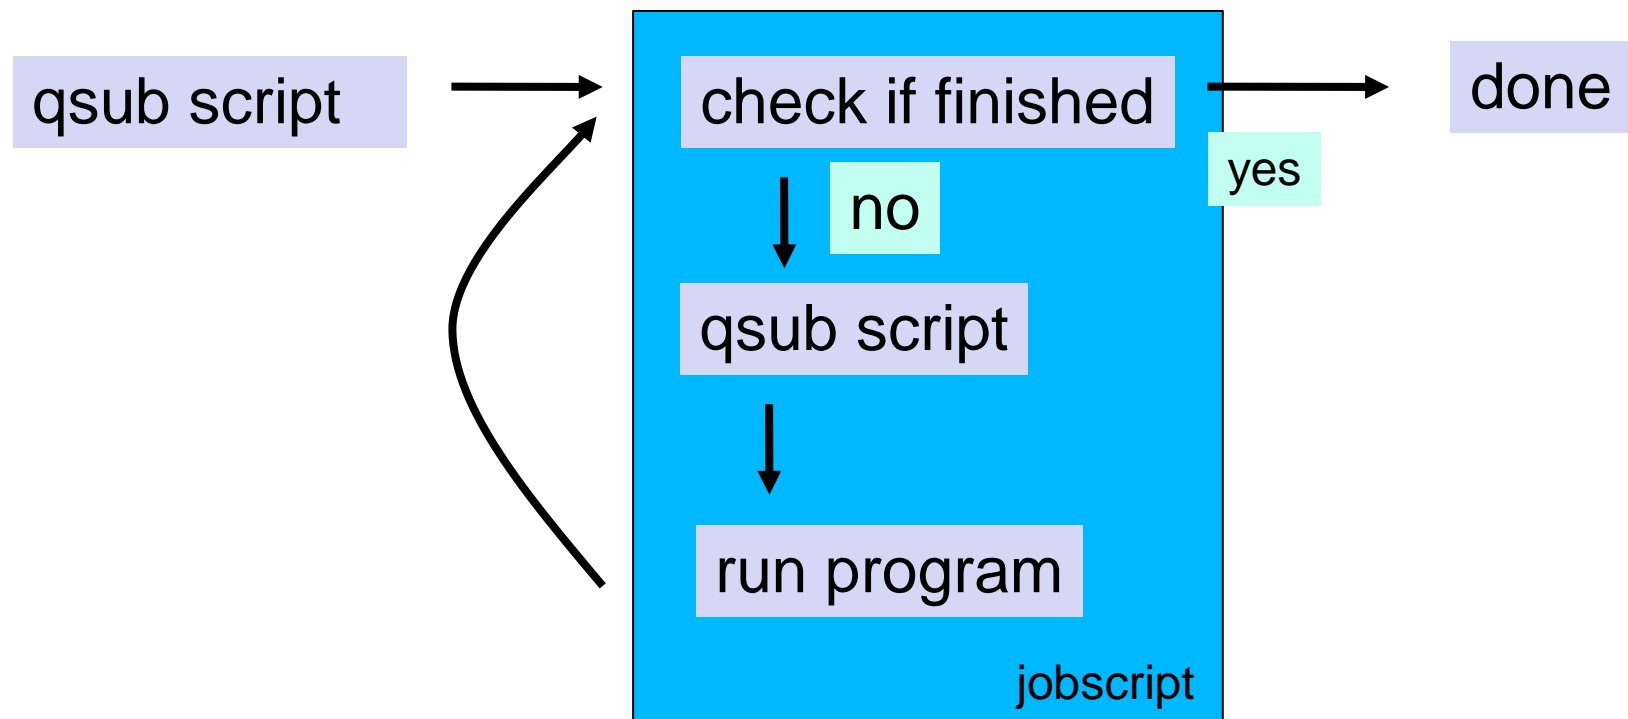 qsub script
check if finished
done
yes
no
qsub script
run program
jobscript